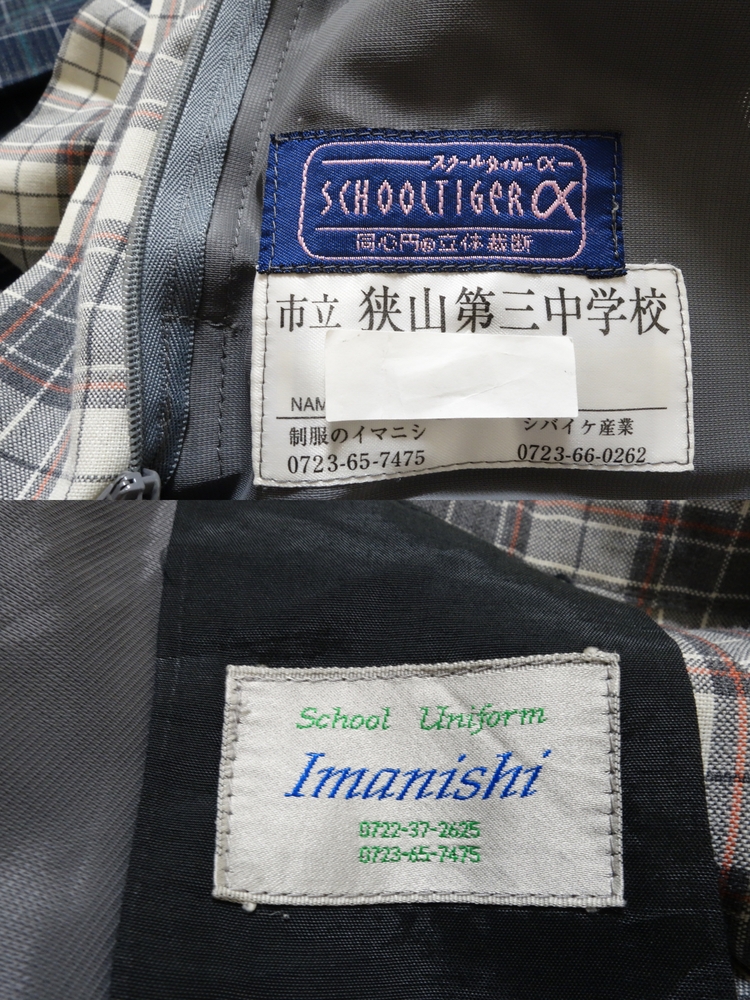 スクールタイガーα
SCHOOLTIGER α
同心円の立体裁断
市立 狭山第三中学校
NAM
制服のイマニシ シバイケ産業
0723-65-7475 0723-66-0262
School Uniform
Imanishi
0722-37-2625
0723-65-7475